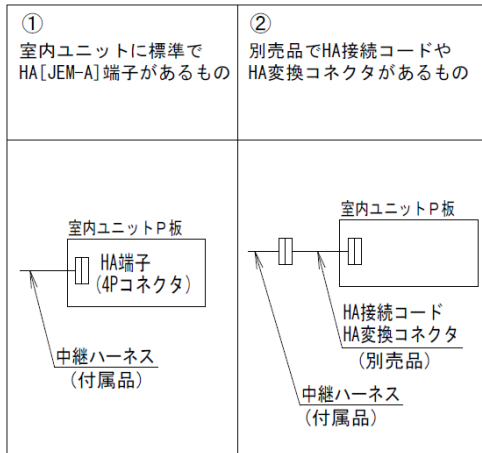 ①
室内ユニットに標準で
HA[JEM-A]端子があるもの
②
別売品でHA接続コードや
HA変換コネクタがあるもの
室内ユニットP板
HA端子
(4Pコネクタ)
中継ハーネス
(付属品)
室内ユニットP板
HA接続コード
HA変換コネクタ
(別売品)
中継ハーネス
(付属品)